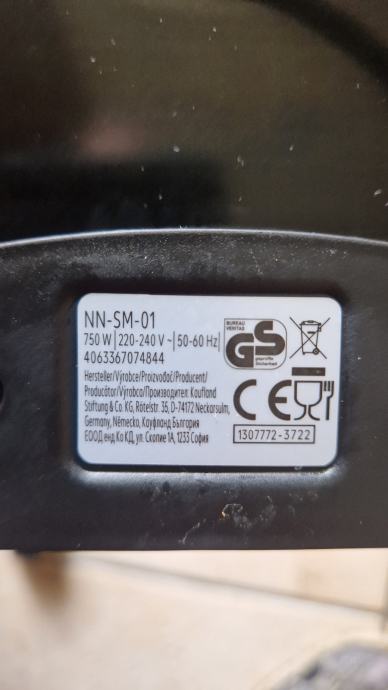 NN-SM-01
750 W | 220-240 V ~ | 50-60 Hz
4063367074844
Hersteller/Výrobce/Proizvođač/Producent/
Producător/Výrobca/Производител: Kaufland
Stiftung & Co. KG, Rötelstr. 35, D-74172 Neckarsulm,
Germany, Německo, Кауфланд България
ЕООД енд Ко КД, ул. Скопие 1А, 1233 София
BUREAU
VERITAS
GS
geprüfte
Sicherheit
CE
1307772-3722